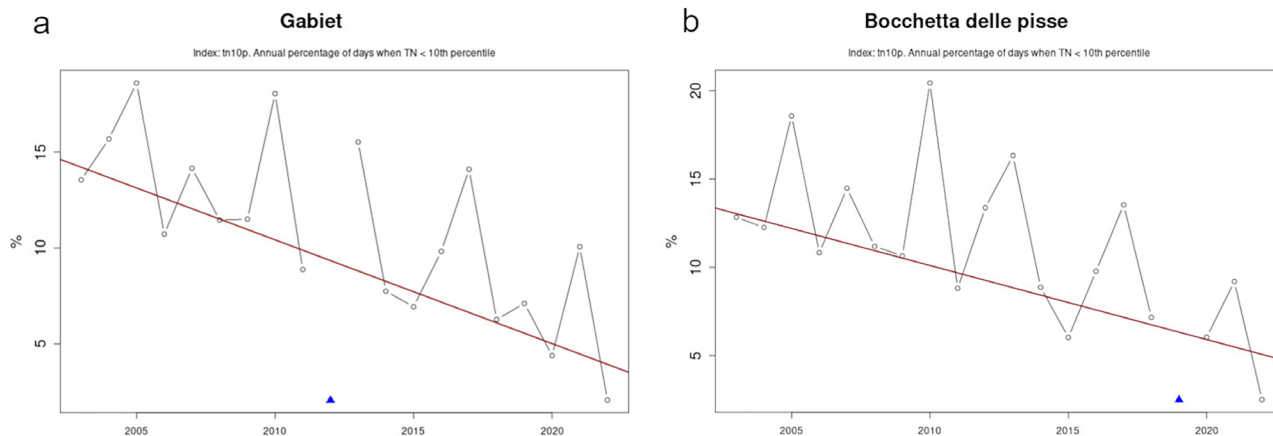 a
Gabiet
Index: tn10p. Annual percentage of days when TN < 10th percentile
%
15
10
5
2005
2010
2015
2020
b
Bocchetta delle pisse
Index: tn10p. Annual percentage of days when TN < 10th percentile
%
20
15
10
5
2005
2010
2015
2020